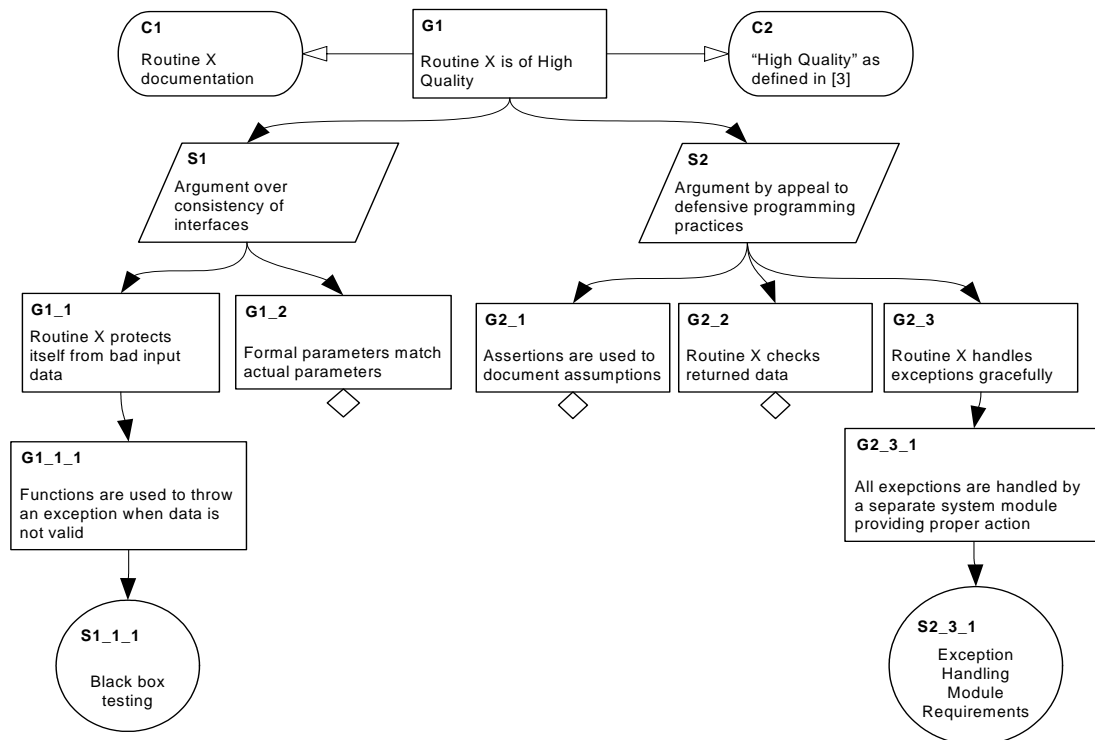 C1
Routine X
documentation
G1
Routine X is of High
Quality
C2
“High Quality” as
defined in [3]
S1
Argument over
consistency of
interfaces
S2
Argument by appeal to
defensive programming
practices
G1_1
Routine X protects
itself from bad input
data
G1_2
Formal parameters match
actual parameters
G2_1
Assertions are used to
document assumptions
G2_2
Routine X checks
returned data
G2_3
Routine X handles
exceptions gracefully
G1_1_1
Functions are used to throw
an exception when data is
not valid
G2_3_1
All exepctions are handled by
a separate system module
providing proper action
S1_1_1
Black box
testing
S2_3_1
Exception
Handling
Module
Requirements